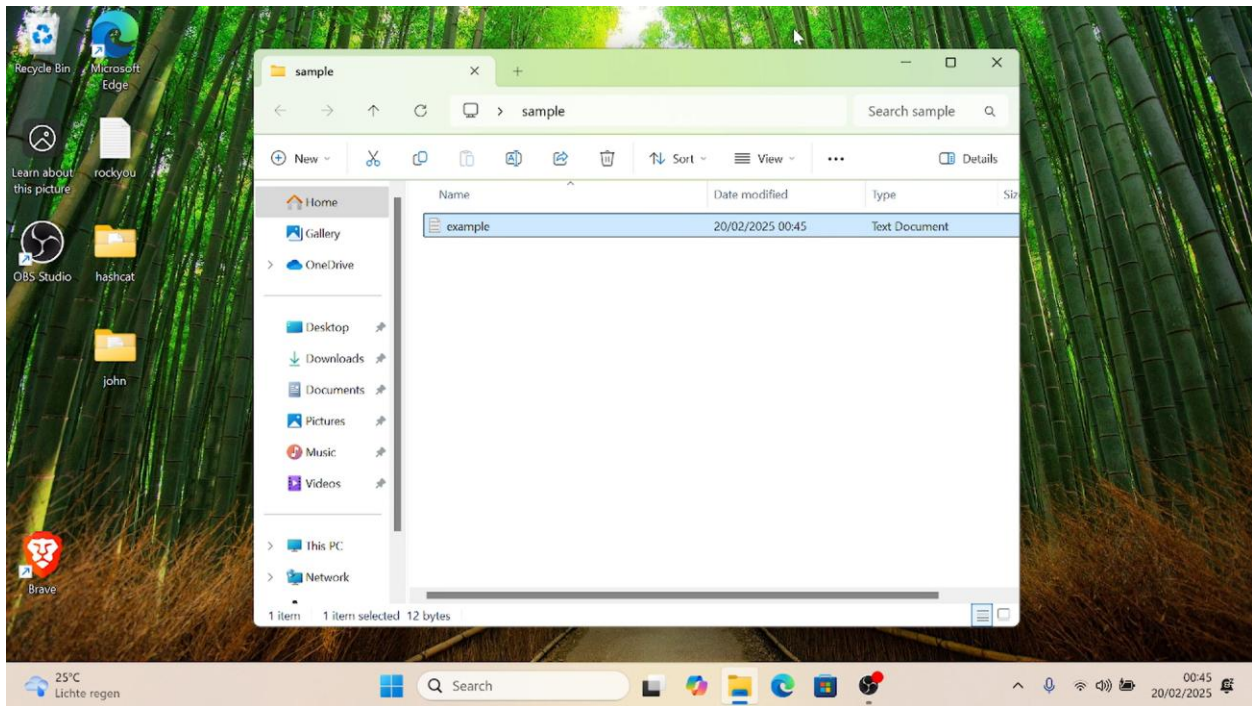 Recycle Bin
Microsoft Edge
Learn about this picture
rockyou
OBS Studio
hashcat
john
Brave
sample
sample
Search sample
New
Sort
View
Details
Name
Date modified
Type
example
20/02/2025 00:45
Text Document
Home
Gallery
OneDrive
Desktop
Downloads
Documents
Pictures
Music
Videos
This PC
Network
1 item
1 item selected 12 bytes
25°C
Lichte regen
Search
00:45
20/02/2025